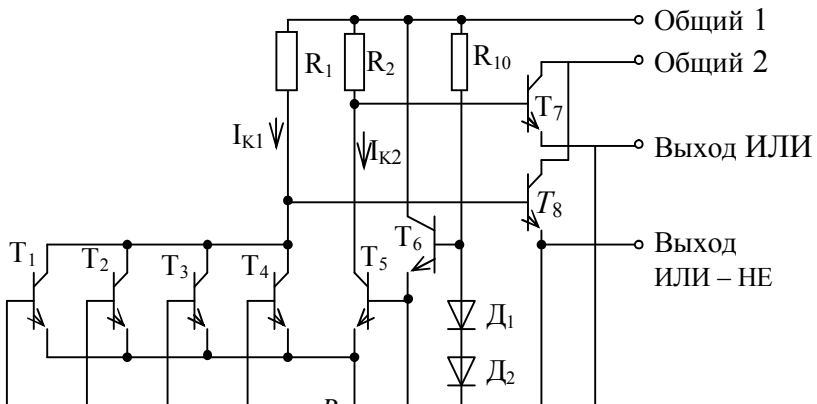 Общий 1
R1
R2
R10
Общий 2
T7
IK1
IK2
Выход ИЛИ
T8
T1
T2
T3
T4
T5
T6
Выход
ИЛИ – НЕ
Д1
Д2